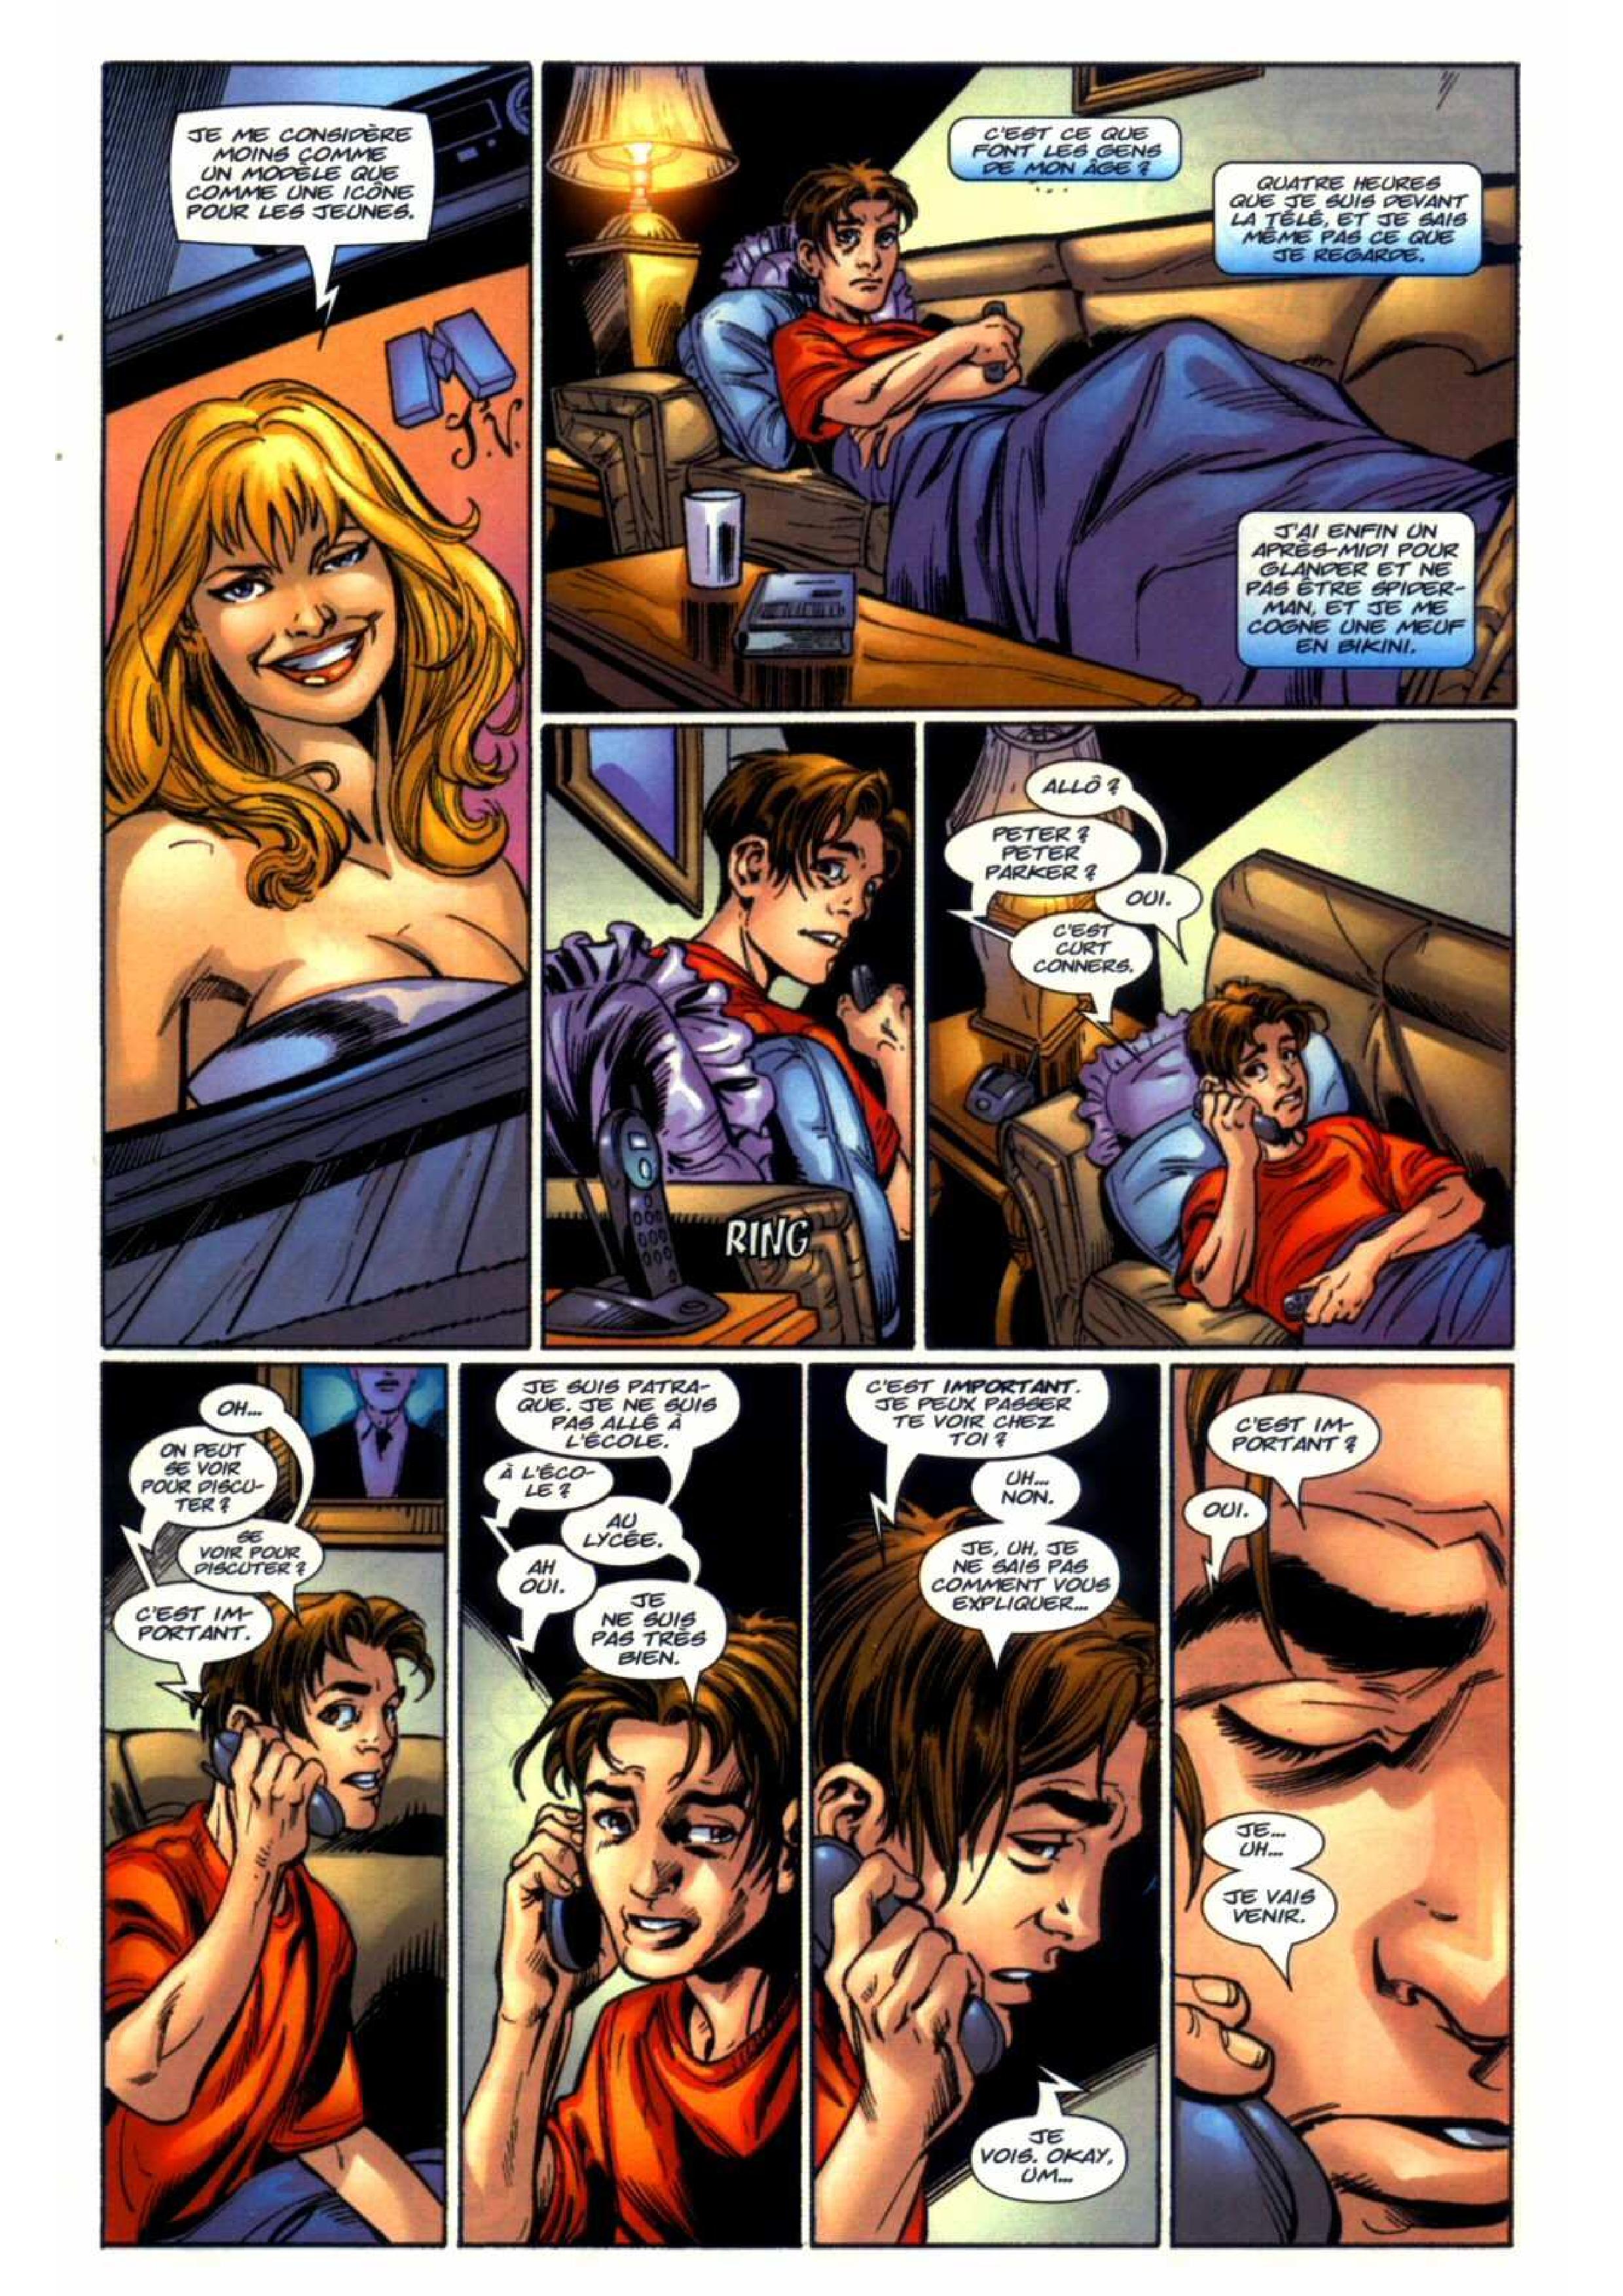 JE ME CONSIDÈRE
MOINS COMME
UN MODÈLE QUE
COMME UNE ICÔNE
POUR LES JEUNES.
M
T.V.
C'EST CE QUE
FONT LES GENS
DE MON ÂGE ?
QUATRE HEURES
QUE JE SUIS DEVANT
LA TÉLÉ, ET JE SAIS
MÊME PAS CE QUE
JE REGARDE.
J'AI ENFIN UN
APRÈS-MIDI POUR
GLANDER ET NE
PAS ÊTRE SPIDER-
MAN, ET JE ME
COGNE UNE MEUF
EN BIKINI.
RING
ALLÔ ?
PETER ?
PETER
PARKER ?
OUI.
C'EST
CURT
CONNERS.
OH...
ON PEUT
SE VOIR
POUR DISCU-
TER ?
SE
VOIR POUR
DISCUTER ?
C'EST IM-
PORTANT.
JE SUIS PATRA-
QUE. JE NE SUIS
PAS ALLÉ À
L'ÉCOLE.
À L'ÉCO-
LE ?
AU
LYCÉE.
AH
OUI.
JE
NE SUIS
PAS TRÈS
BIEN.
C'EST IMPORTANT.
JE PEUX PASSER
TE VOIR CHEZ
TOI ?
UH...
NON.
JE, UH, JE
NE SAIS PAS
COMMENT VOUS
EXPLIQUER...
JE
VOIS. OKAY,
UM...
C'EST IM-
PORTANT ?
OUI.
JE...
UH...
JE VAIS
VENIR.